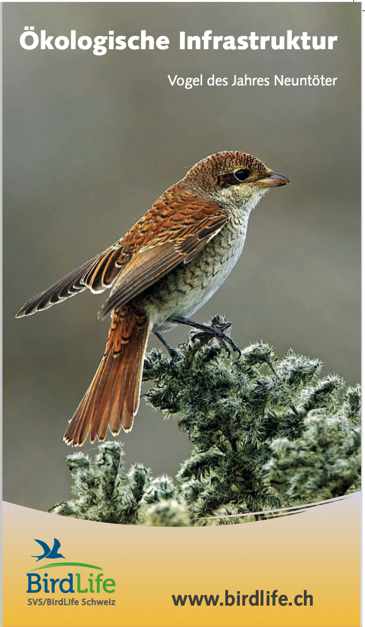 Ökologische Infrastruktur
Vogel des Jahres Neuntöter
BirdLife
SVS/BirdLife Schweiz
www.birdlife.ch